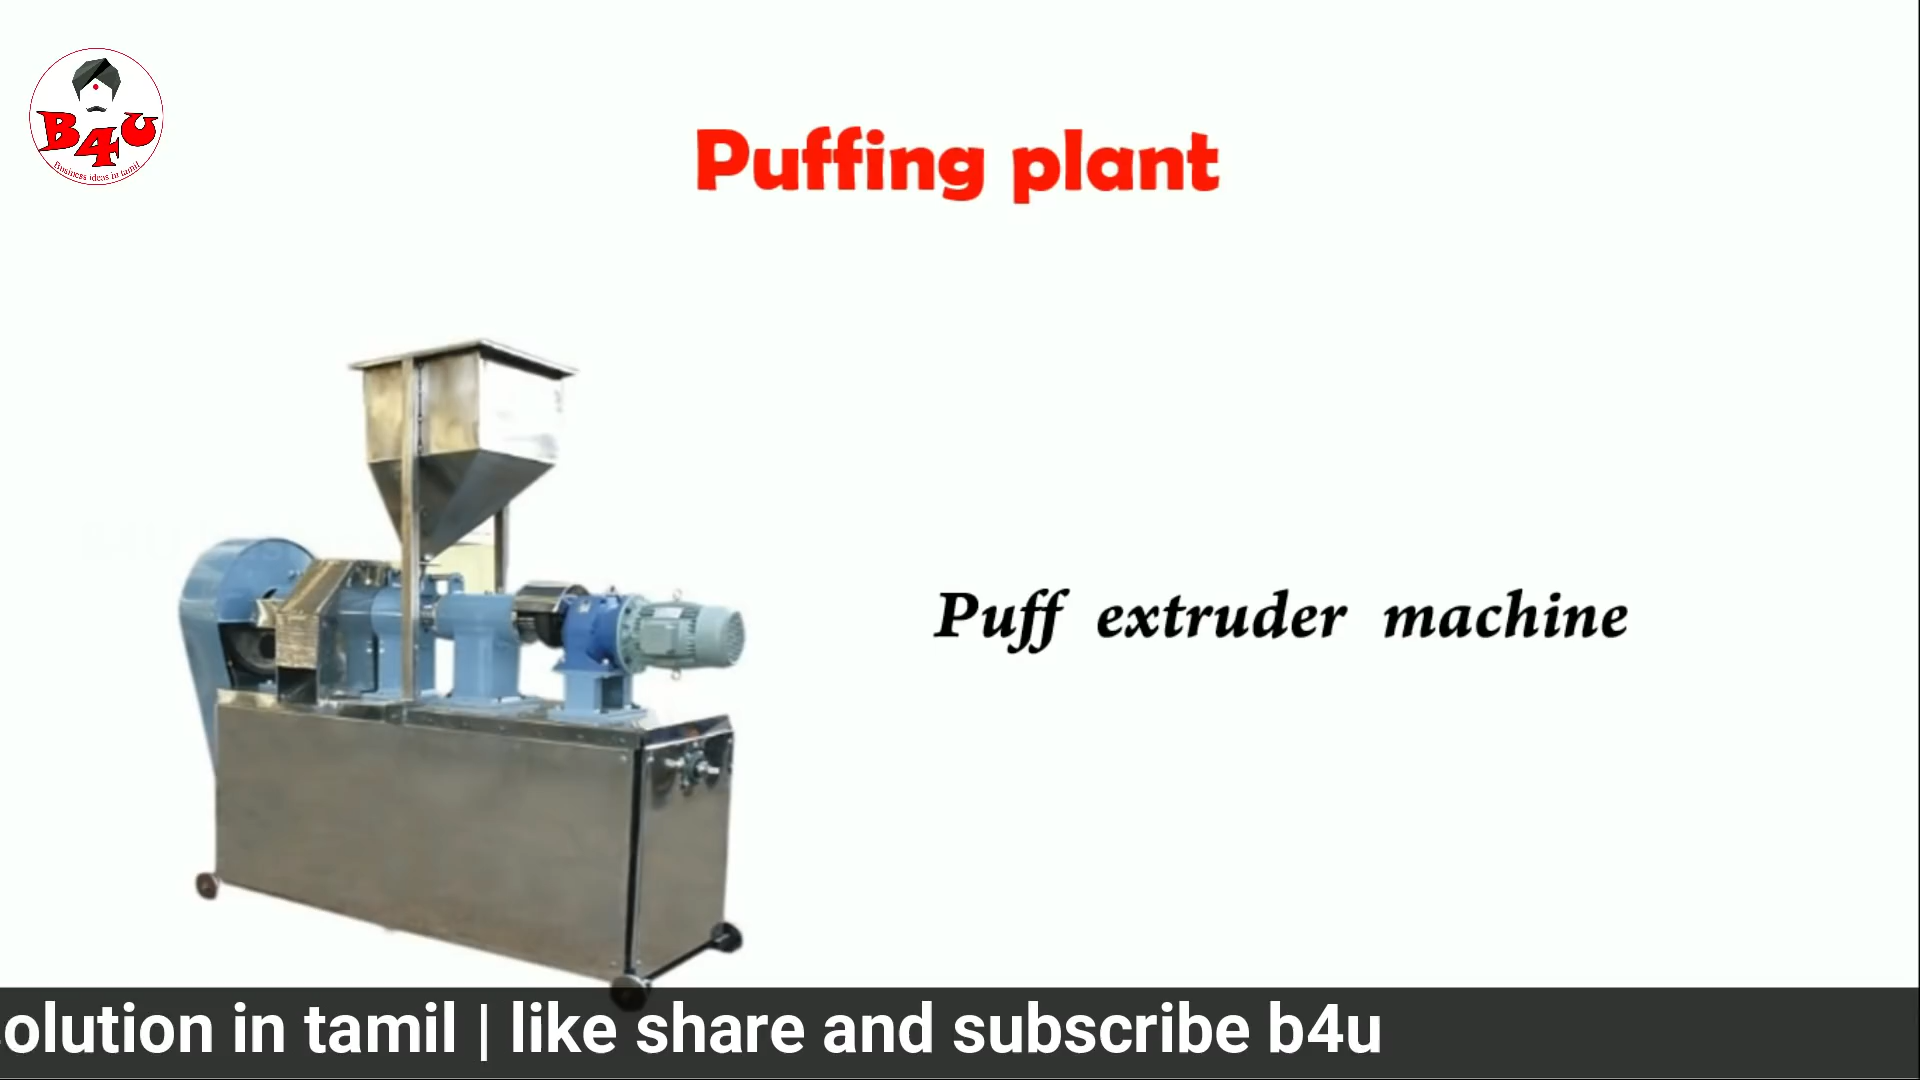 B4U
Business ideas in tamil
Puffing plant
Puff extruder machine
olution in tamil | like share and subscribe b4u